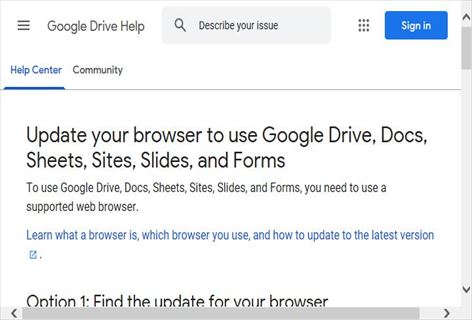 Google Drive Help
Describe your issue
Sign in
Help Center
Community
Update your browser to use Google Drive, Docs,
Sheets, Sites, Slides, and Forms
To use Google Drive, Docs, Sheets, Sites, Slides, and Forms, you need to use a
supported web browser.
Learn what a browser is, which browser you use, and how to update to the latest version
.
Option 1: Find the update for your browser